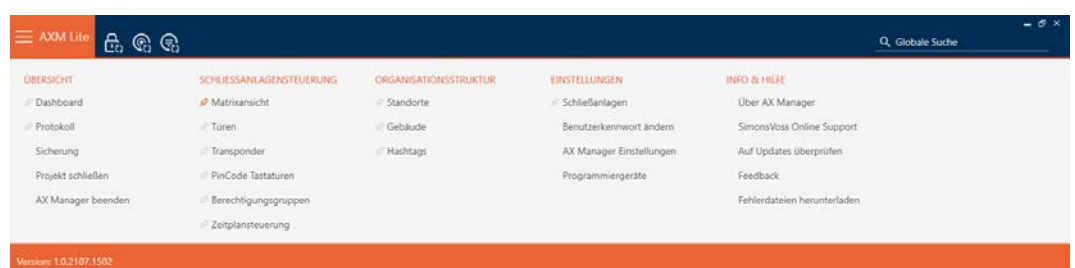 AXM Lite
Globale Suche
ÜBERSICHT
Dashboard
Protokoll
Sicherung
Projekt schließen
AX Manager beenden
SCHLIESSANLAGENSTEUERUNG
Matrixansicht
Türen
Transponder
PinCode Tastaturen
Berechtigungsgruppen
Zeitplansteuerung
ORGANISATIONSSTRUKTUR
Standorte
Gebäude
Hashtags
EINSTELLUNGEN
Schließanlagen
Benutzerkennwort ändern
AX Manager Einstellungen
Programmiergeräte
INFO & HILFE
Über AX Manager
SimonsVoss Online Support
Auf Updates überprüfen
Feedback
Fehlerdateien herunterladen
Version: 1.0.2107.1502